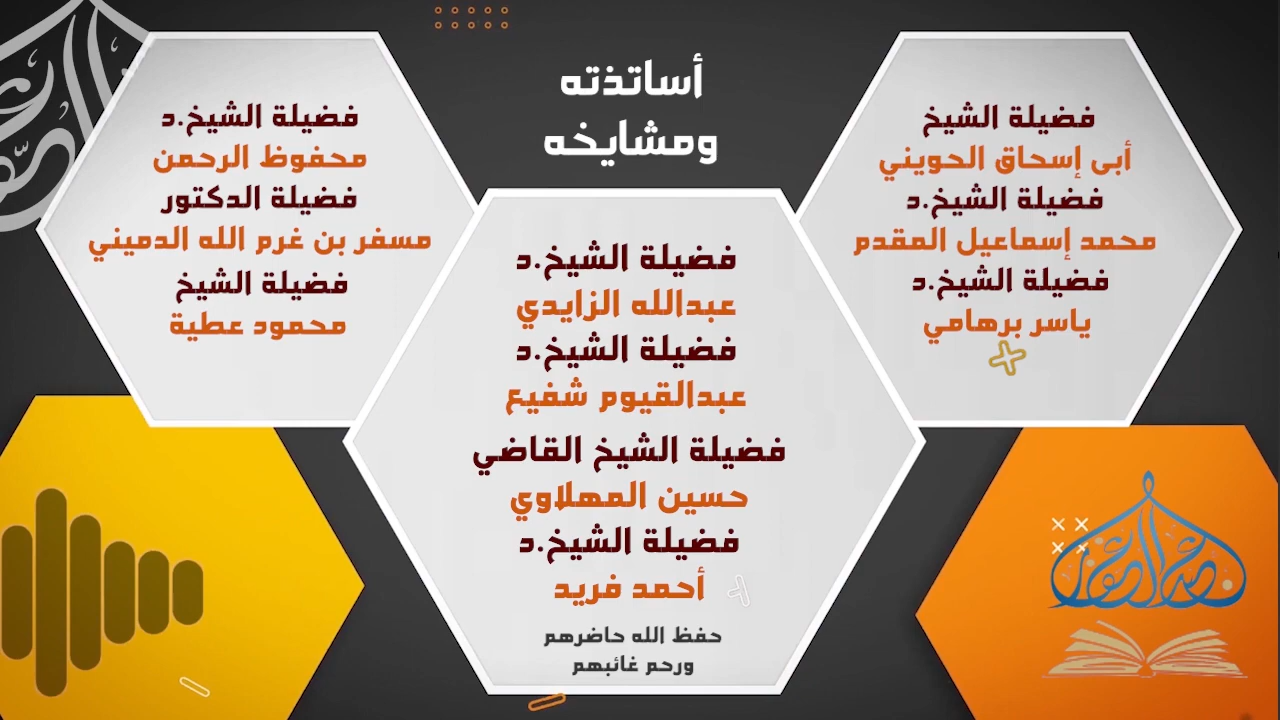 أساتذته
ومشايخه
فضيلة الشيخ
أبى إسحاق الحويني
فضيلة الشيخ.د
محمد إسماعيل المقدم
فضيلة الشيخ.د
ياسر برهامي
فضيلة الشيخ.د
عبدالله الزايدي
فضيلة الشيخ.د
عبدالقيوم شفيع
فضيلة الشيخ القاضي
حسين المهلاوي
فضيلة الشيخ.د
أحمد فريد
حفظ الله حاضرهم
ورحم غائبهم
فضيلة الشيخ.د
محفوظ الرحمن
فضيلة الدكتور
مسفر بن غرم الله الدميني
فضيلة الشيخ
محمود عطية